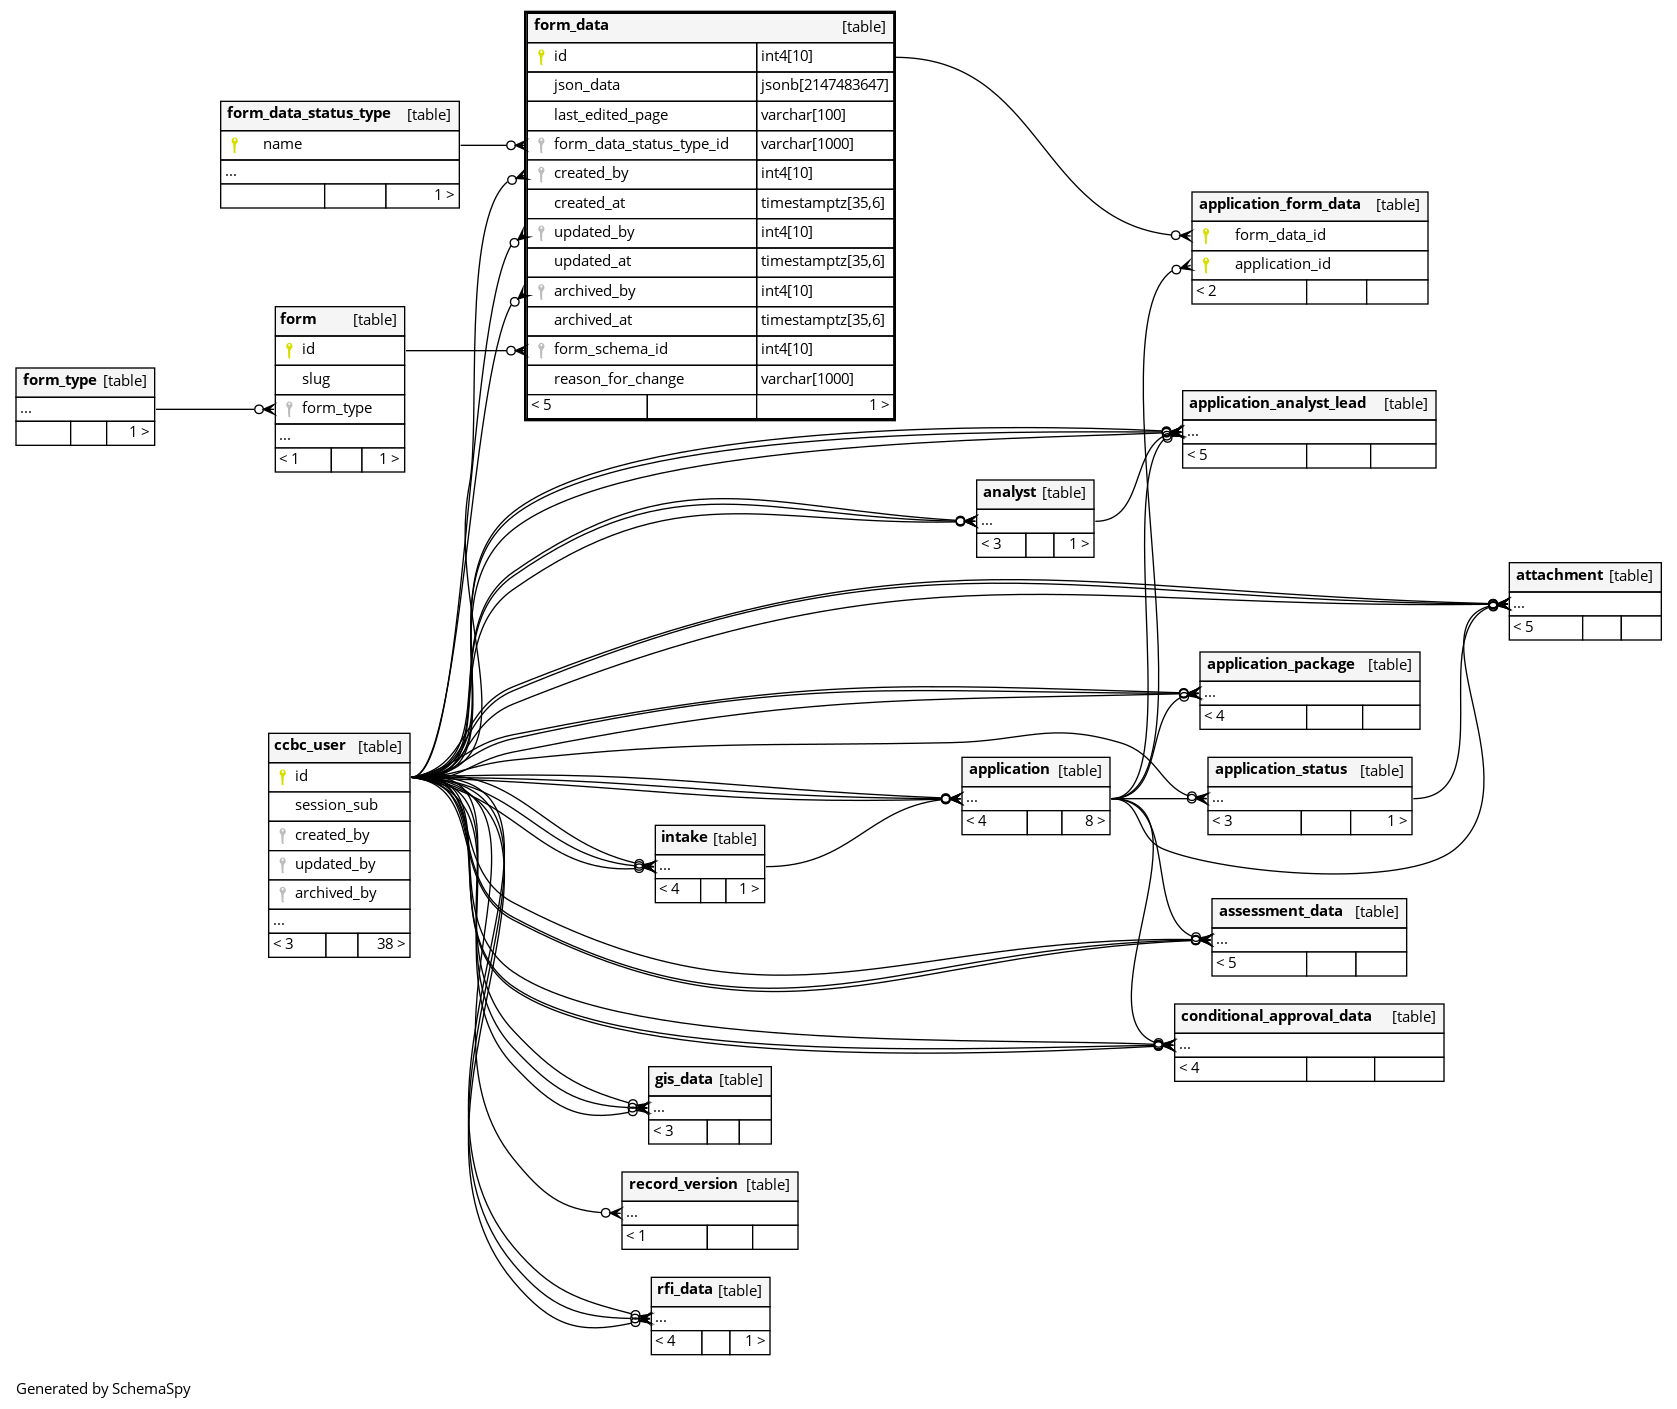 form_data [table]
id int4[10]
json_data jsonb[2147483647]
last_edited_page varchar[100]
form_data_status_type_id varchar[1000]
created_by int4[10]
created_at timestamptz[35,6]
updated_by int4[10]
updated_at timestamptz[35,6]
archived_by int4[10]
archived_at timestamptz[35,6]
form_schema_id int4[10]
reason_for_change varchar[1000]
< 5 1 >
form_data_status_type [table]
name
...
1 >
application_form_data [table]
form_data_id
application_id
< 2
form [table]
id
slug
form_type
...
< 1 1 >
form_type [table]
...
1 >
application_analyst_lead [table]
...
< 5
analyst [table]
...
< 3 1 >
attachment [table]
...
< 5
application_package [table]
...
< 4
ccbc_user [table]
id
session_sub
created_by
updated_by
archived_by
...
< 3 38 >
application [table]
...
< 4 8 >
application_status [table]
...
< 3 1 >
intake [table]
...
< 4 1 >
assessment_data [table]
...
< 5
conditional_approval_data [table]
...
< 4
gis_data [table]
...
< 3
record_version [table]
...
< 1
rfi_data [table]
...
< 4 1 >
Generated by SchemaSpy